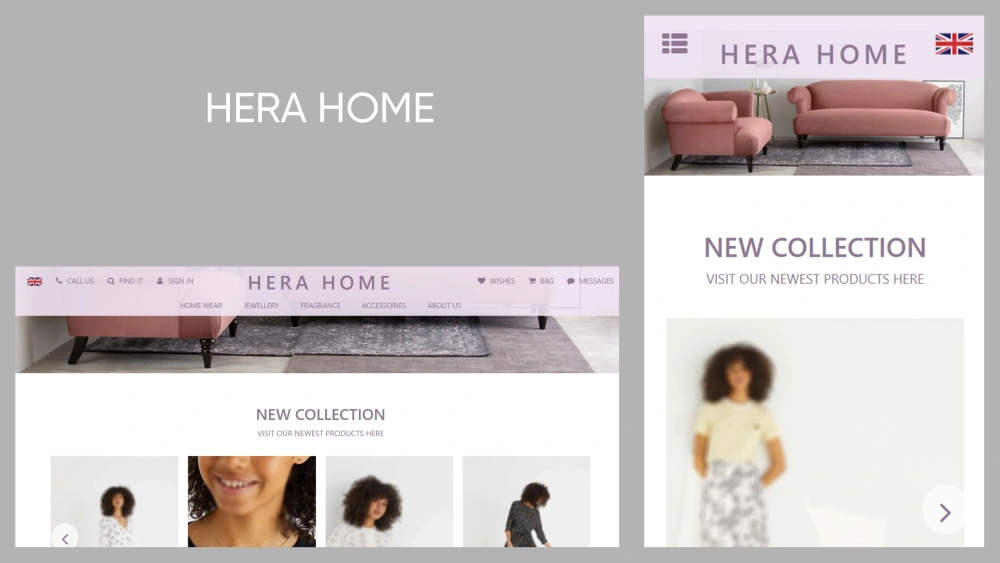 HERA HOME
CALL US FIND IT SIGN IN HERA HOME WISHES BAG MESSAGES
HOME WEAR JEWELLERY FRAGRANCE ACCESSORIES ABOUT US
NEW COLLECTION
VISIT OUR NEWEST PRODUCTS HERE
HERA HOME
NEW COLLECTION
VISIT OUR NEWEST PRODUCTS HERE